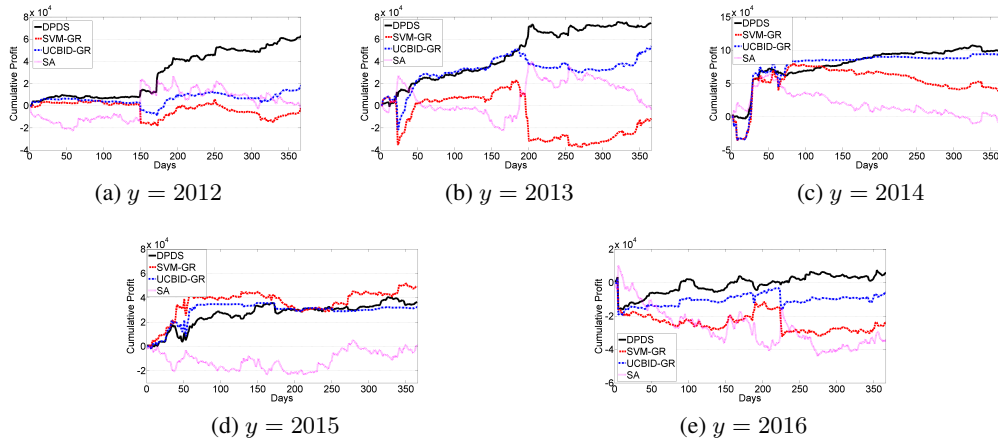 8 x 10^4
DPDS
SVM-GR
UCBID-GR
SA
Cumulative Profit
6
4
2
0
-2
-4
0 50 100 150 200 250 300 350
Days
(a) y = 2012
8 x 10^4
DPDS
SVM-GR
UCBID-GR
SA
Cumulative Profit
6
4
2
0
-2
-4
0 50 100 150 200 250 300 350
Days
(b) y = 2013
15 x 10^4
DPDS
SVM-GR
UCBID-GR
SA
Cumulative Profit
10
5
0
-5
0 50 100 150 200 250 300 350
Days
(c) y = 2014
8 x 10^4
DPDS
SVM-GR
UCBID-GR
SA
Cumulative Profit
6
4
2
0
-2
-4
0 50 100 150 200 250 300 350
Days
(d) y = 2015
2 x 10^4
Cumulative Profit
0
-2
-4
-6
DPDS
SVM-GR
UCBID-GR
SA
0 50 100 150 200 250 300 350
Days
(e) y = 2016